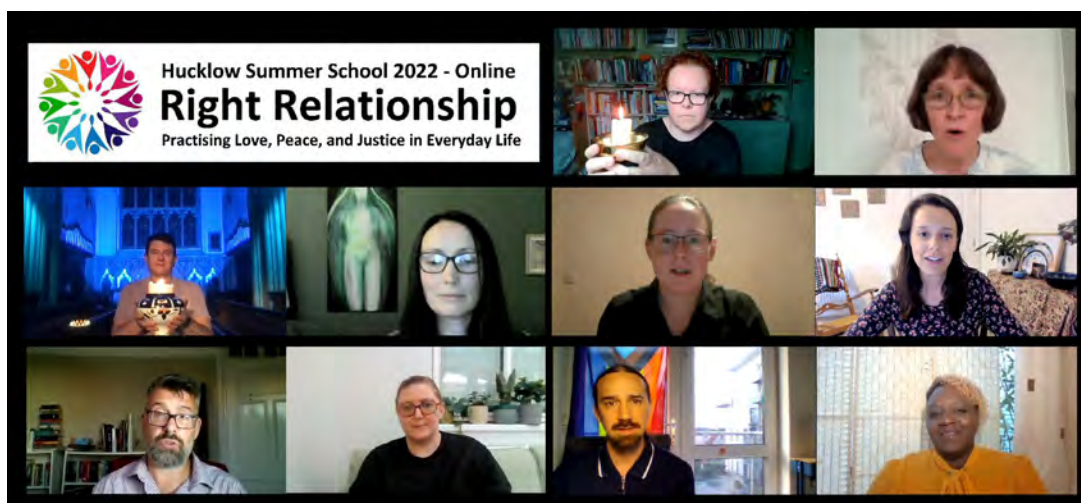 Hucklow Summer School 2022 - Online
Right Relationship
Practising Love, Peace, and Justice in Everyday Life